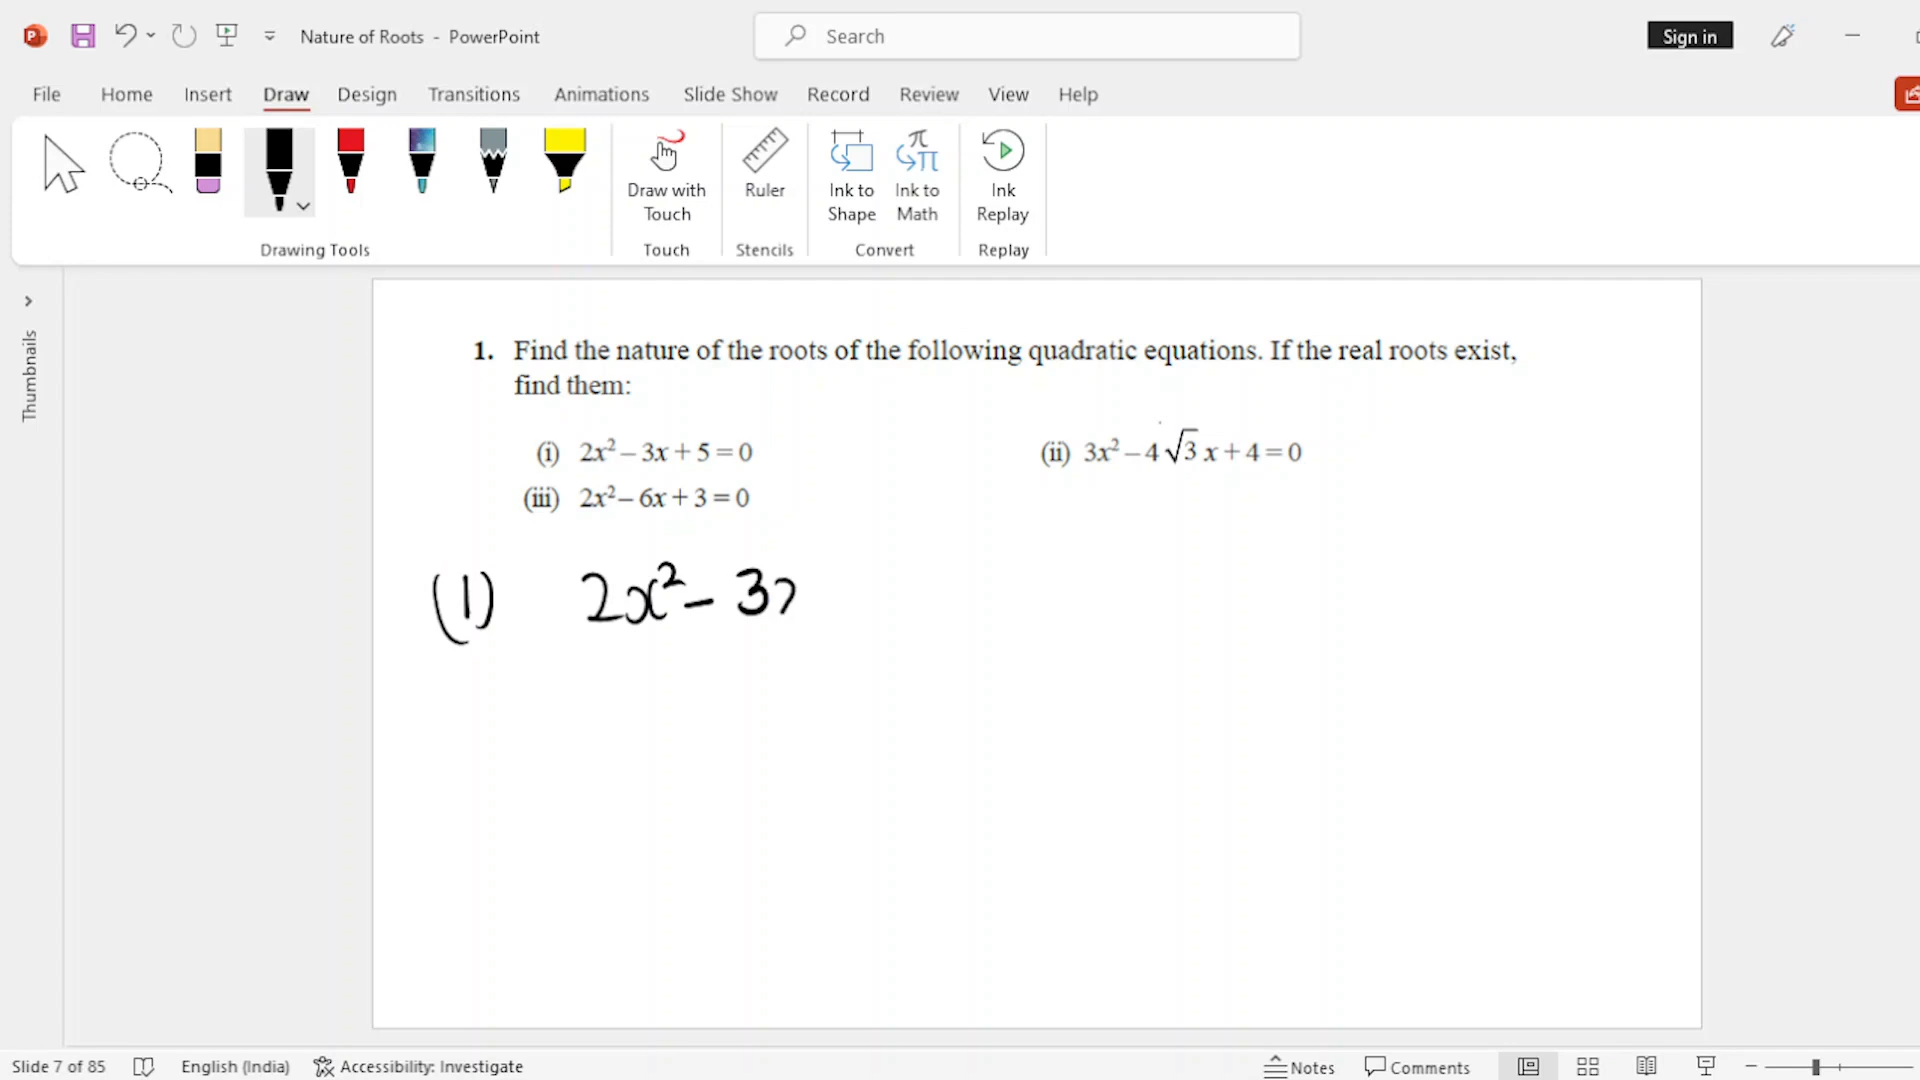 Nature of Roots - PowerPoint
Search
Sign in
File Home Insert Draw Design Transitions Animations Slide Show Record Review View Help
Draw with Touch
Ruler
Ink to Shape
Ink to Math
Ink Replay
Drawing Tools
Touch
Stencils
Convert
Replay
Thumbnails
1. Find the nature of the roots of the following quadratic equations. If the real roots exist,
find them:
(i) 2x² – 3x + 5 = 0
(ii) 3x² – 4√3 x + 4 = 0
(iii) 2x² – 6x + 3 = 0
(1) 2x² – 3
Slide 7 of 85
English (India)
Accessibility: Investigate
Notes
Comments